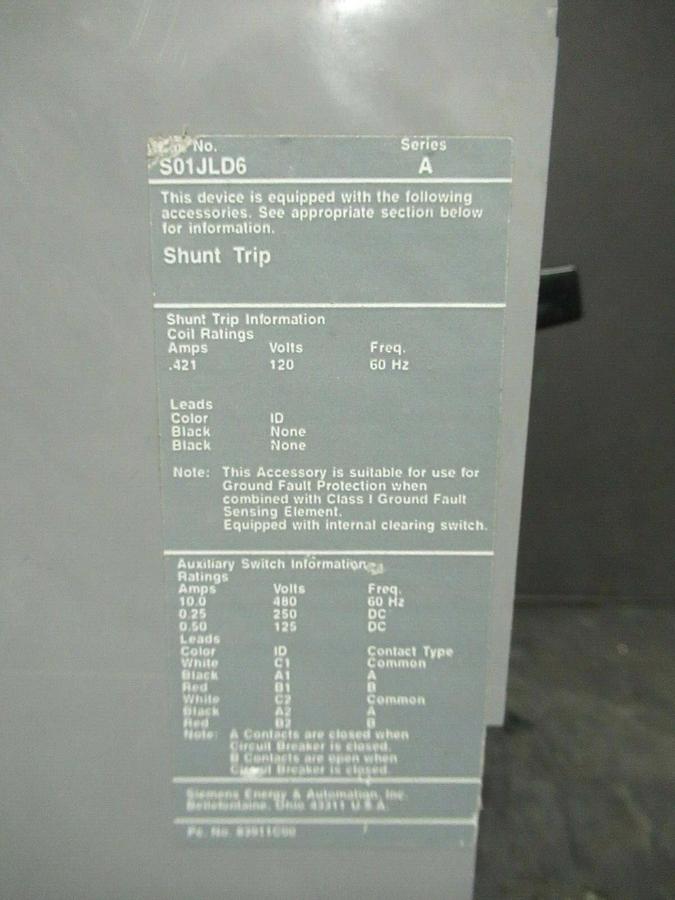 No. Series
S01JLD6 A
This device is equipped with the following
accessories. See appropriate section below
for information.
Shunt Trip
Shunt Trip Information
Coil Ratings
Amps Volts Freq.
.421 120 60 Hz
Leads
Color ID
Black None
Black None
Note: This Accessory is suitable for use for
Ground Fault Protection when
combined with Class I Ground Fault
Sensing Element.
Equipped with internal clearing switch.
Auxiliary Switch Information
Ratings
Amps Volts Freq.
10.0 480 60 Hz
0.25 250 DC
0.50 125 DC
Leads
Color ID Contact Type
White C1 Common
Black A1 A
Red B1 B
White C2 Common
Black A2 A
Red B2 B
Note: A Contacts are closed when
Circuit Breaker is closed.
B Contacts are open when
Circuit Breaker is closed.
Siemens Energy & Automation, Inc.
Bellefontaine, Ohio 43311 U.S.A.
Pc. No.